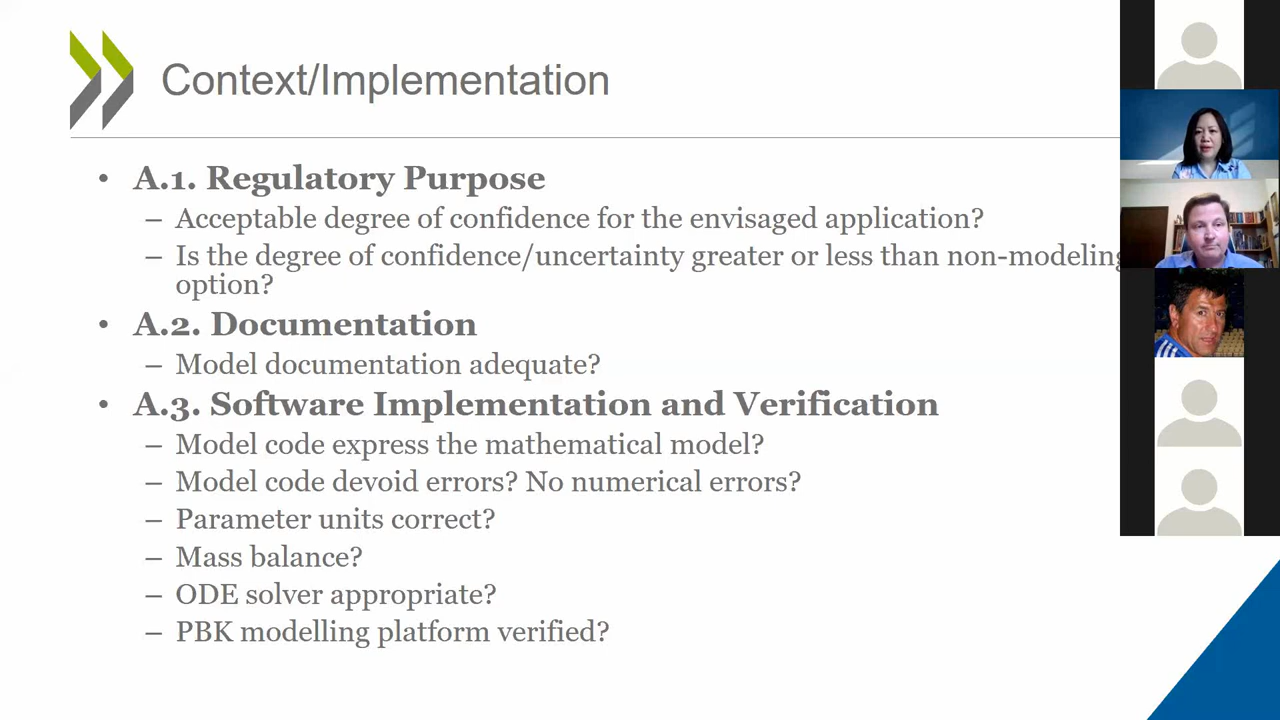 Context/Implementation
• A.1. Regulatory Purpose
– Acceptable degree of confidence for the envisaged application?
– Is the degree of confidence/uncertainty greater or less than non-modeling
option?
• A.2. Documentation
– Model documentation adequate?
• A.3. Software Implementation and Verification
– Model code express the mathematical model?
– Model code devoid errors? No numerical errors?
– Parameter units correct?
– Mass balance?
– ODE solver appropriate?
– PBK modelling platform verified?